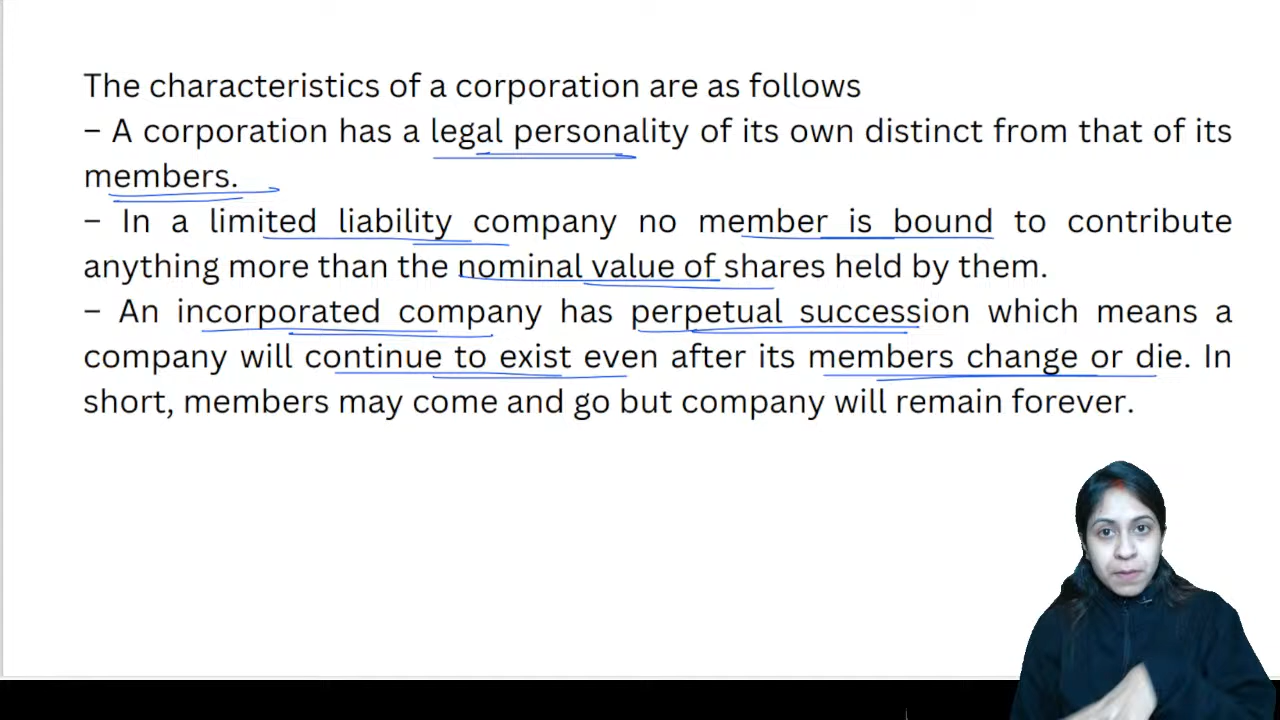 The characteristics of a corporation are as follows
– A corporation has a legal personality of its own distinct from that of its
members.
– In a limited liability company no member is bound to contribute
anything more than the nominal value of shares held by them.
– An incorporated company has perpetual succession which means a
company will continue to exist even after its members change or die. In
short, members may come and go but company will remain forever.